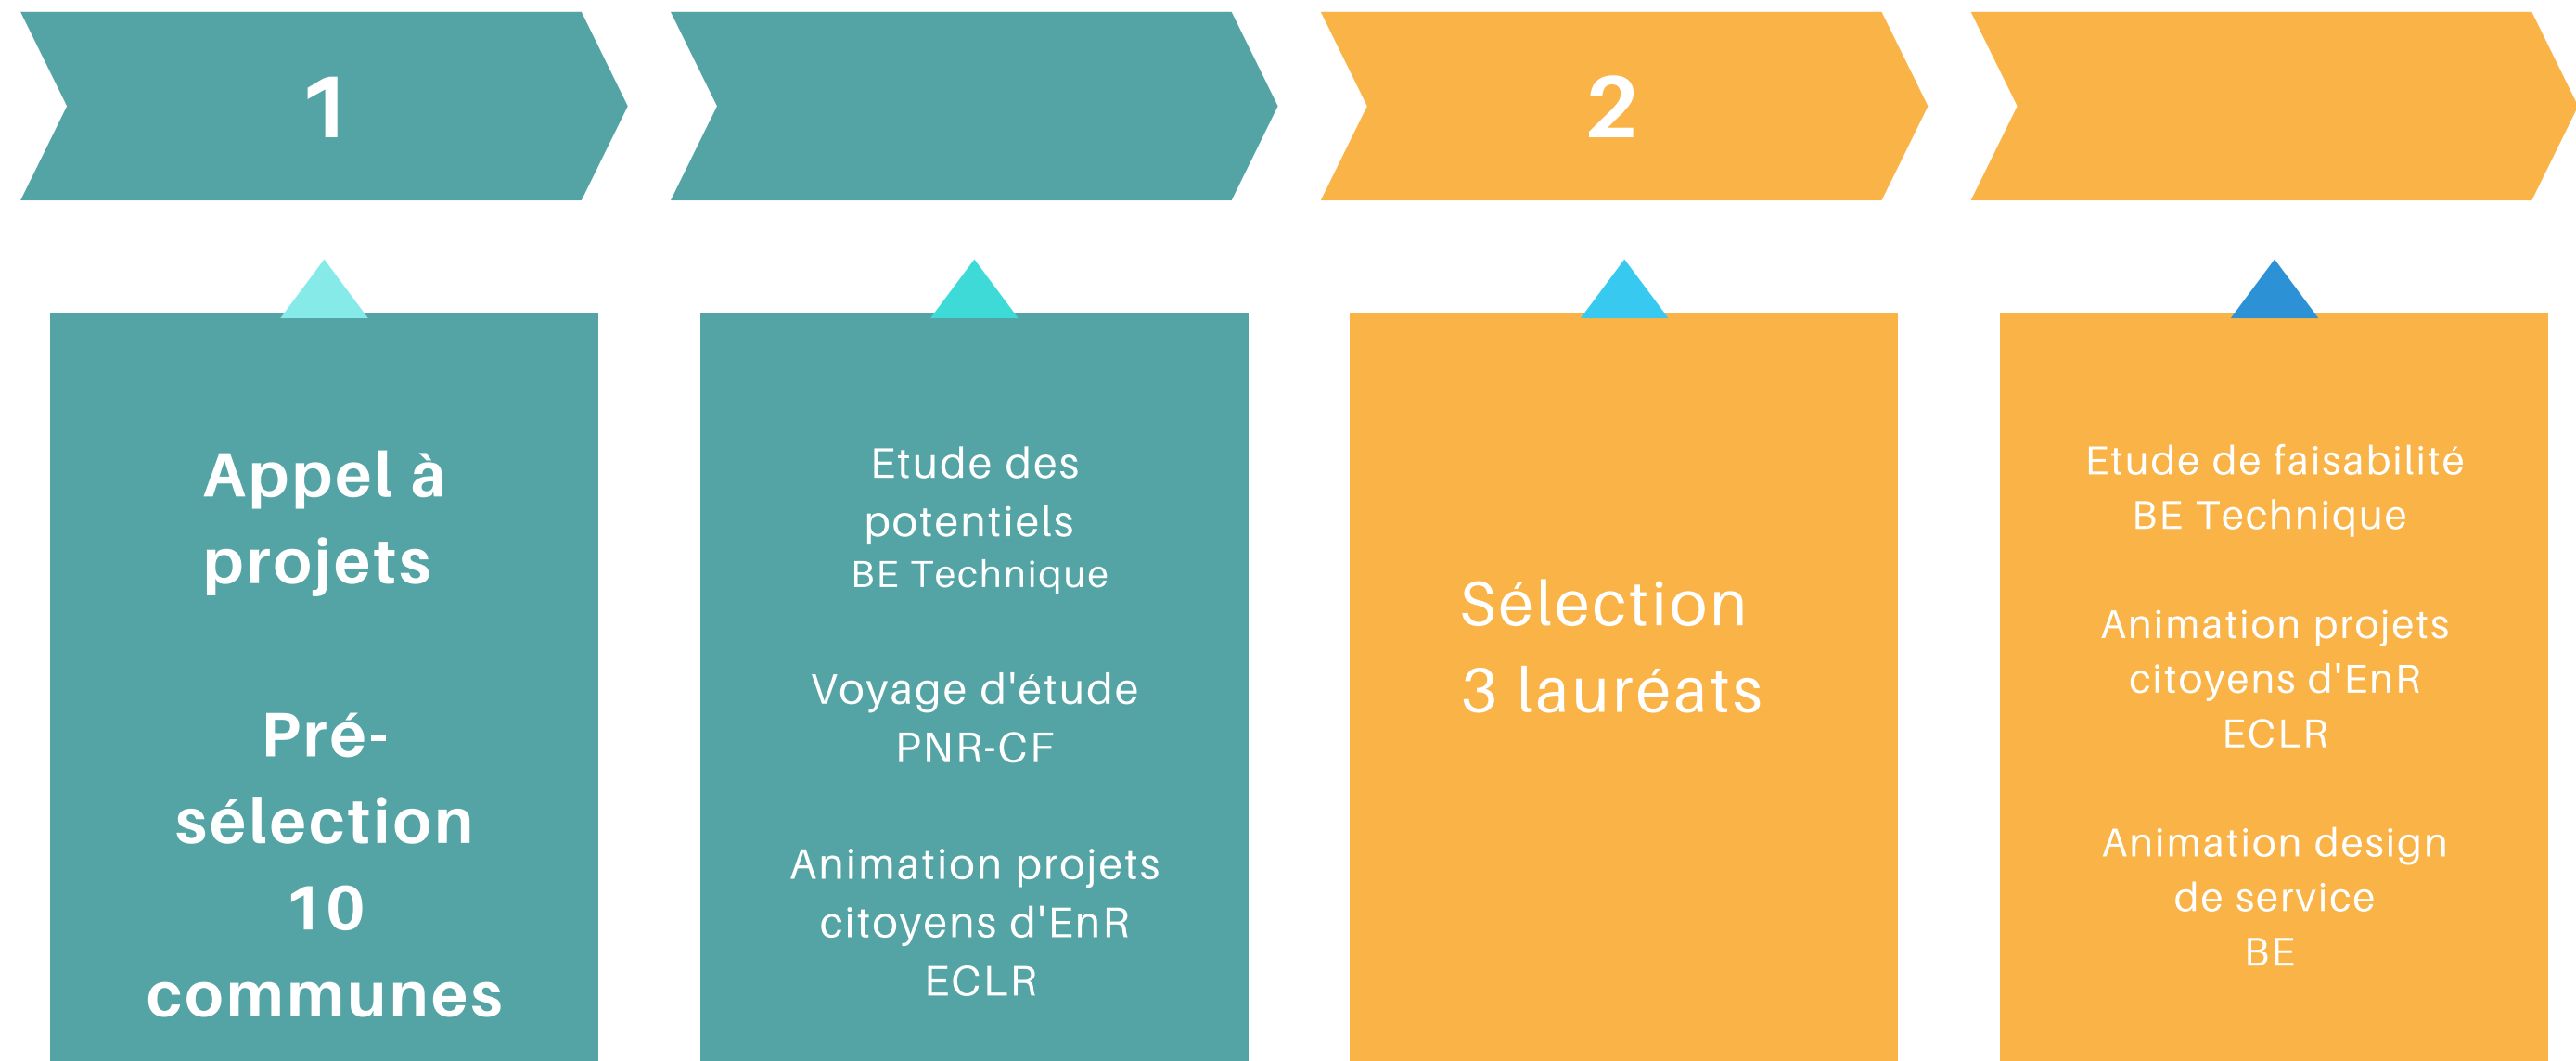 1
2
Appel à
projets
Pré-
sélection
10
communes
Etude des
potentiels
BE Technique
Voyage d'étude
PNR-CF
Animation projets
citoyens d'EnR
ECLR
Sélection
3 lauréats
Etude de faisabilité
BE Technique
Animation projets
citoyens d'EnR
ECLR
Animation design
de service
BE